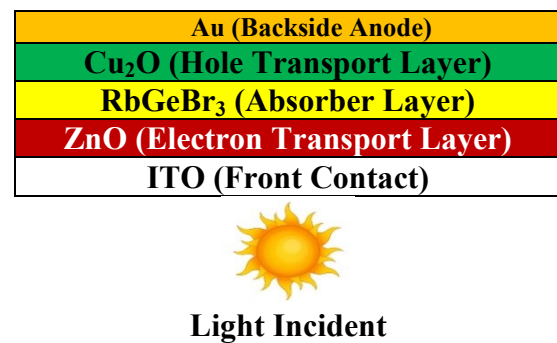 Au (Backside Anode)
Cu₂O (Hole Transport Layer)
RbGeBr₃ (Absorber Layer)
ZnO (Electron Transport Layer)
ITO (Front Contact)
Light Incident